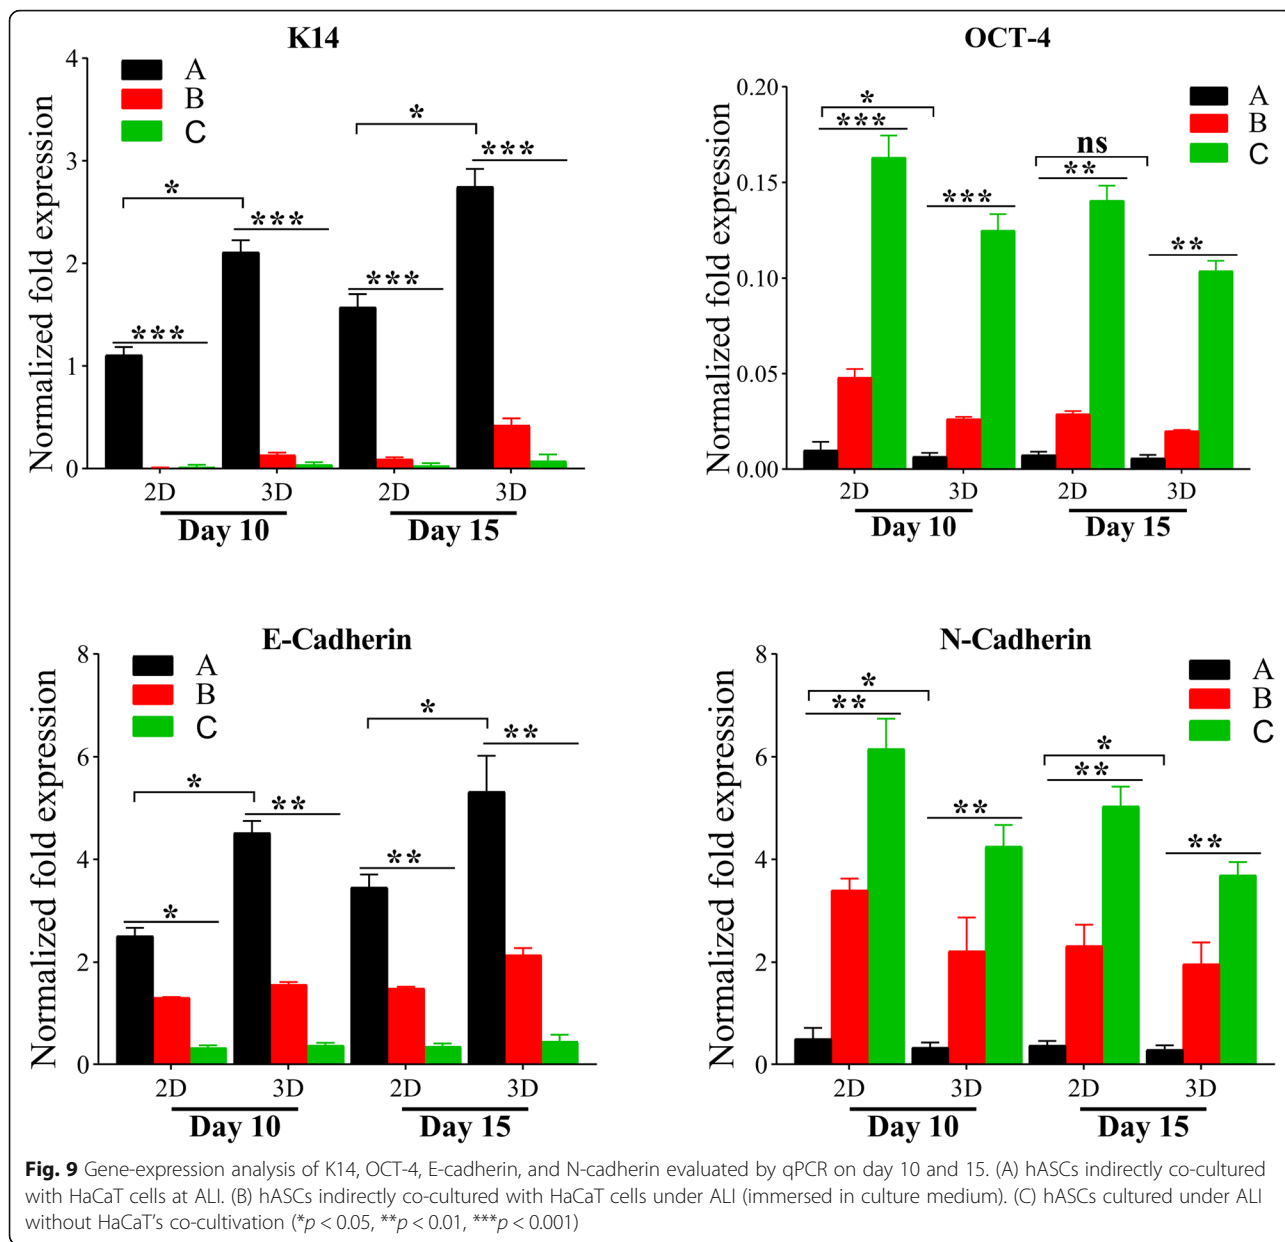 K14
A
B
C
Normalized fold expression
4
3
2
1
0
*
***
*
***
***
***
2D
3D
2D
3D
Day 10
Day 15
OCT-4
A
B
C
Normalized fold expression
0.20
0.15
0.10
0.05
0.00
*
***
***
ns
**
**
2D
3D
2D
3D
Day 10
Day 15
E-Cadherin
A
B
C
Normalized fold expression
8
6
4
2
0
*
*
**
*
**
**
2D
3D
2D
3D
Day 10
Day 15
N-Cadherin
A
B
C
Normalized fold expression
8
6
4
2
0
*
**
**
*
**
**
2D
3D
2D
3D
Day 10
Day 15
Fig. 9 Gene-expression analysis of K14, OCT-4, E-cadherin, and N-cadherin evaluated by qPCR on day 10 and 15. (A) hASCs indirectly co-cultured
with HaCaT cells at ALI. (B) hASCs indirectly co-cultured with HaCaT cells under ALI (immersed in culture medium). (C) hASCs cultured under ALI
without HaCaT's co-cultivation (*p < 0.05, **p < 0.01, ***p < 0.001)